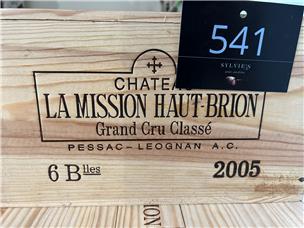 541
SYLVIE'S
CHATEAU
LA MISSION HAUT-BRION
Grand Cru Classé
PESSAC-LEOGNAN A.C.
6 Blles
2005